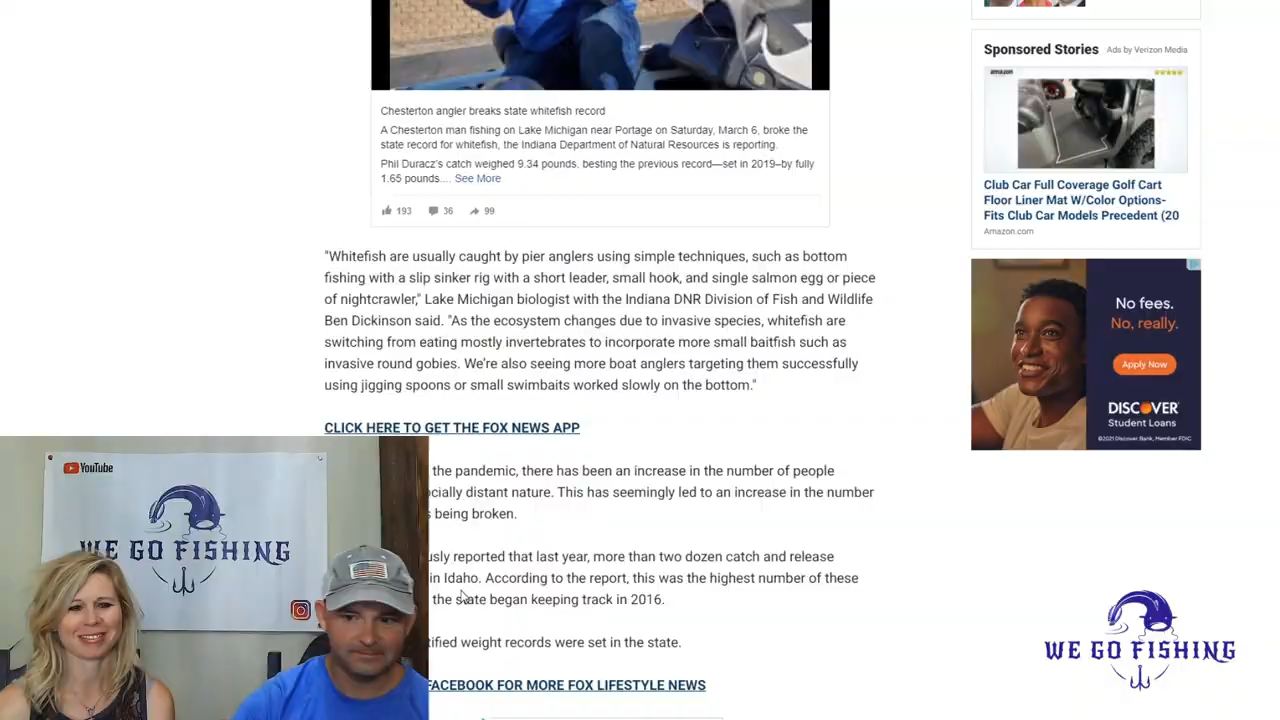 Chesterton angler breaks state whitefish record
A Chesterton man fishing on Lake Michigan near Portage on Saturday, March 6, broke the
state record for whitefish, the Indiana Department of Natural Resources is reporting.
Phil Duracz's catch weighed 9.34 pounds. besting the previous record—set in 2019–by fully
1.65 pounds.... See More
193 36 99
"Whitefish are usually caught by pier anglers using simple techniques, such as bottom
fishing with a slip sinker rig with a short leader, small hook, and single salmon egg or piece
of nightcrawler," Lake Michigan biologist with the Indiana DNR Division of Fish and Wildlife
Ben Dickinson said. "As the ecosystem changes due to invasive species, whitefish are
switching from eating mostly invertebrates to incorporate more small baitfish such as
invasive round gobies. We're also seeing more boat anglers targeting them successfully
using jigging spoons or small swimbaits worked slowly on the bottom."
CLICK HERE TO GET THE FOX NEWS APP
the pandemic, there has been an increase in the number of people
ocially distant nature. This has seemingly led to an increase in the number
s being broken.
usly reported that last year, more than two dozen catch and release
in Idaho. According to the report, this was the highest number of these
the state began keeping track in 2016.
tified weight records were set in the state.
FACEBOOK FOR MORE FOX LIFESTYLE NEWS
Sponsored Stories Ads by Verizon Media
Club Car Full Coverage Golf Cart
Floor Liner Mat W/Color Options-
Fits Club Car Models Precedent (20
Amazon.com
No fees.
No, really.
Apply Now
DISCOVER
Student Loans
©2021 Discover Bank, Member FDIC
YouTube
WE GO FISHING
WE GO FISHING